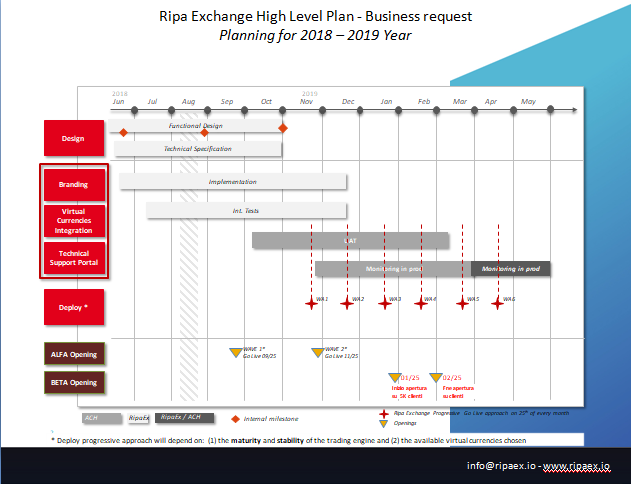 Ripa Exchange High Level Plan - Business request
Planning for 2018 – 2019 Year
2018
2019
Jun Jul Aug Sep Oct Nov Dec Jan Feb Mar Apr May
Design
Functional Design
Technical Specification
Branding
Implementation
Virtual
Currencies
Integration
Int. Tests
UAT
Technical
Support Portal
Monitoring in prod
Monitoring in prod
Deploy *
WA1
WA2
WA3
WA4
WA5
WA6
ALFA Opening
WAVE 1°
Go Live 09/25
WAVE 2°
Go Live 11/25
BETA Opening
01/25
Inizio apertura
su 5K clienti
02/25
Fine apertura
su clienti
ACH
RipaEx
RipaEx / ACH
Internal milestone
Ripa Exchange Progressive Go Live approach on 25° of every month
Openings
* Deploy progressive approach will depend on: (1) the maturity and stability of the trading engine and (2) the available virtual currencies chosen
info@ripaex.io - www.ripaex.io